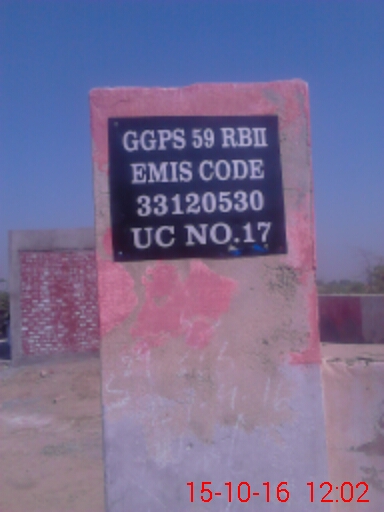 GGPS 59 RBII
EMIS CODE
33120530
UC NO.17
15-10-16 12:02